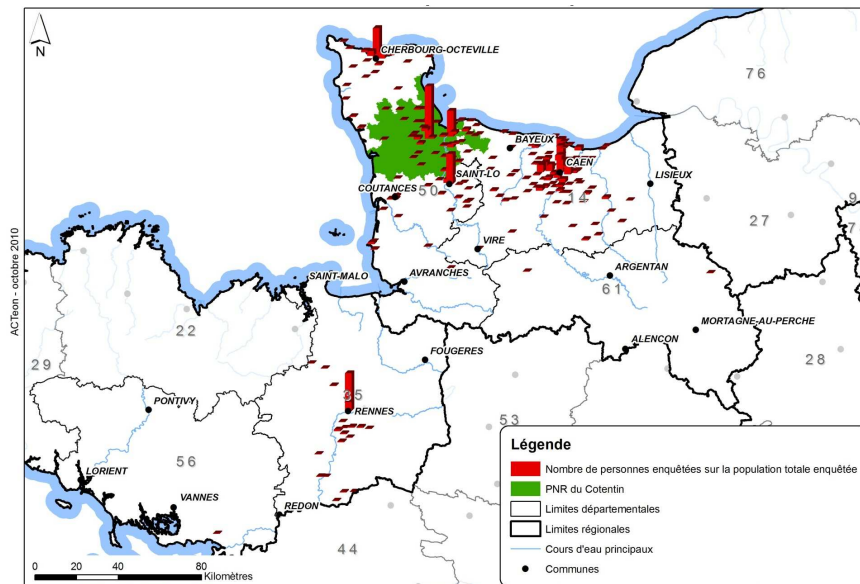 N
CHERBOURG-OCTEVILLE
76
BAYEUX
CAEN
LISIEUX
SAINT-LO
COUTANCES
50
14
27
9
7
VIRE
SAINT-MALO
AVRANCHES
ARGENTAN
61
ACTeon - octobre 2010
22
MORTAGNE-AU-PERCHE
ALENCON
28
29
FOUGERES
35
PONTIVY
RENNES
53
56
LORIENT
VANNES
REDON
44
0 20 40 80
Kilomètres
Légende
Nombre de personnes enquêtées sur la population totale enquêtée
PNR du Cotentin
Limites départementales
Limites régionales
Cours d'eau principaux
Communes